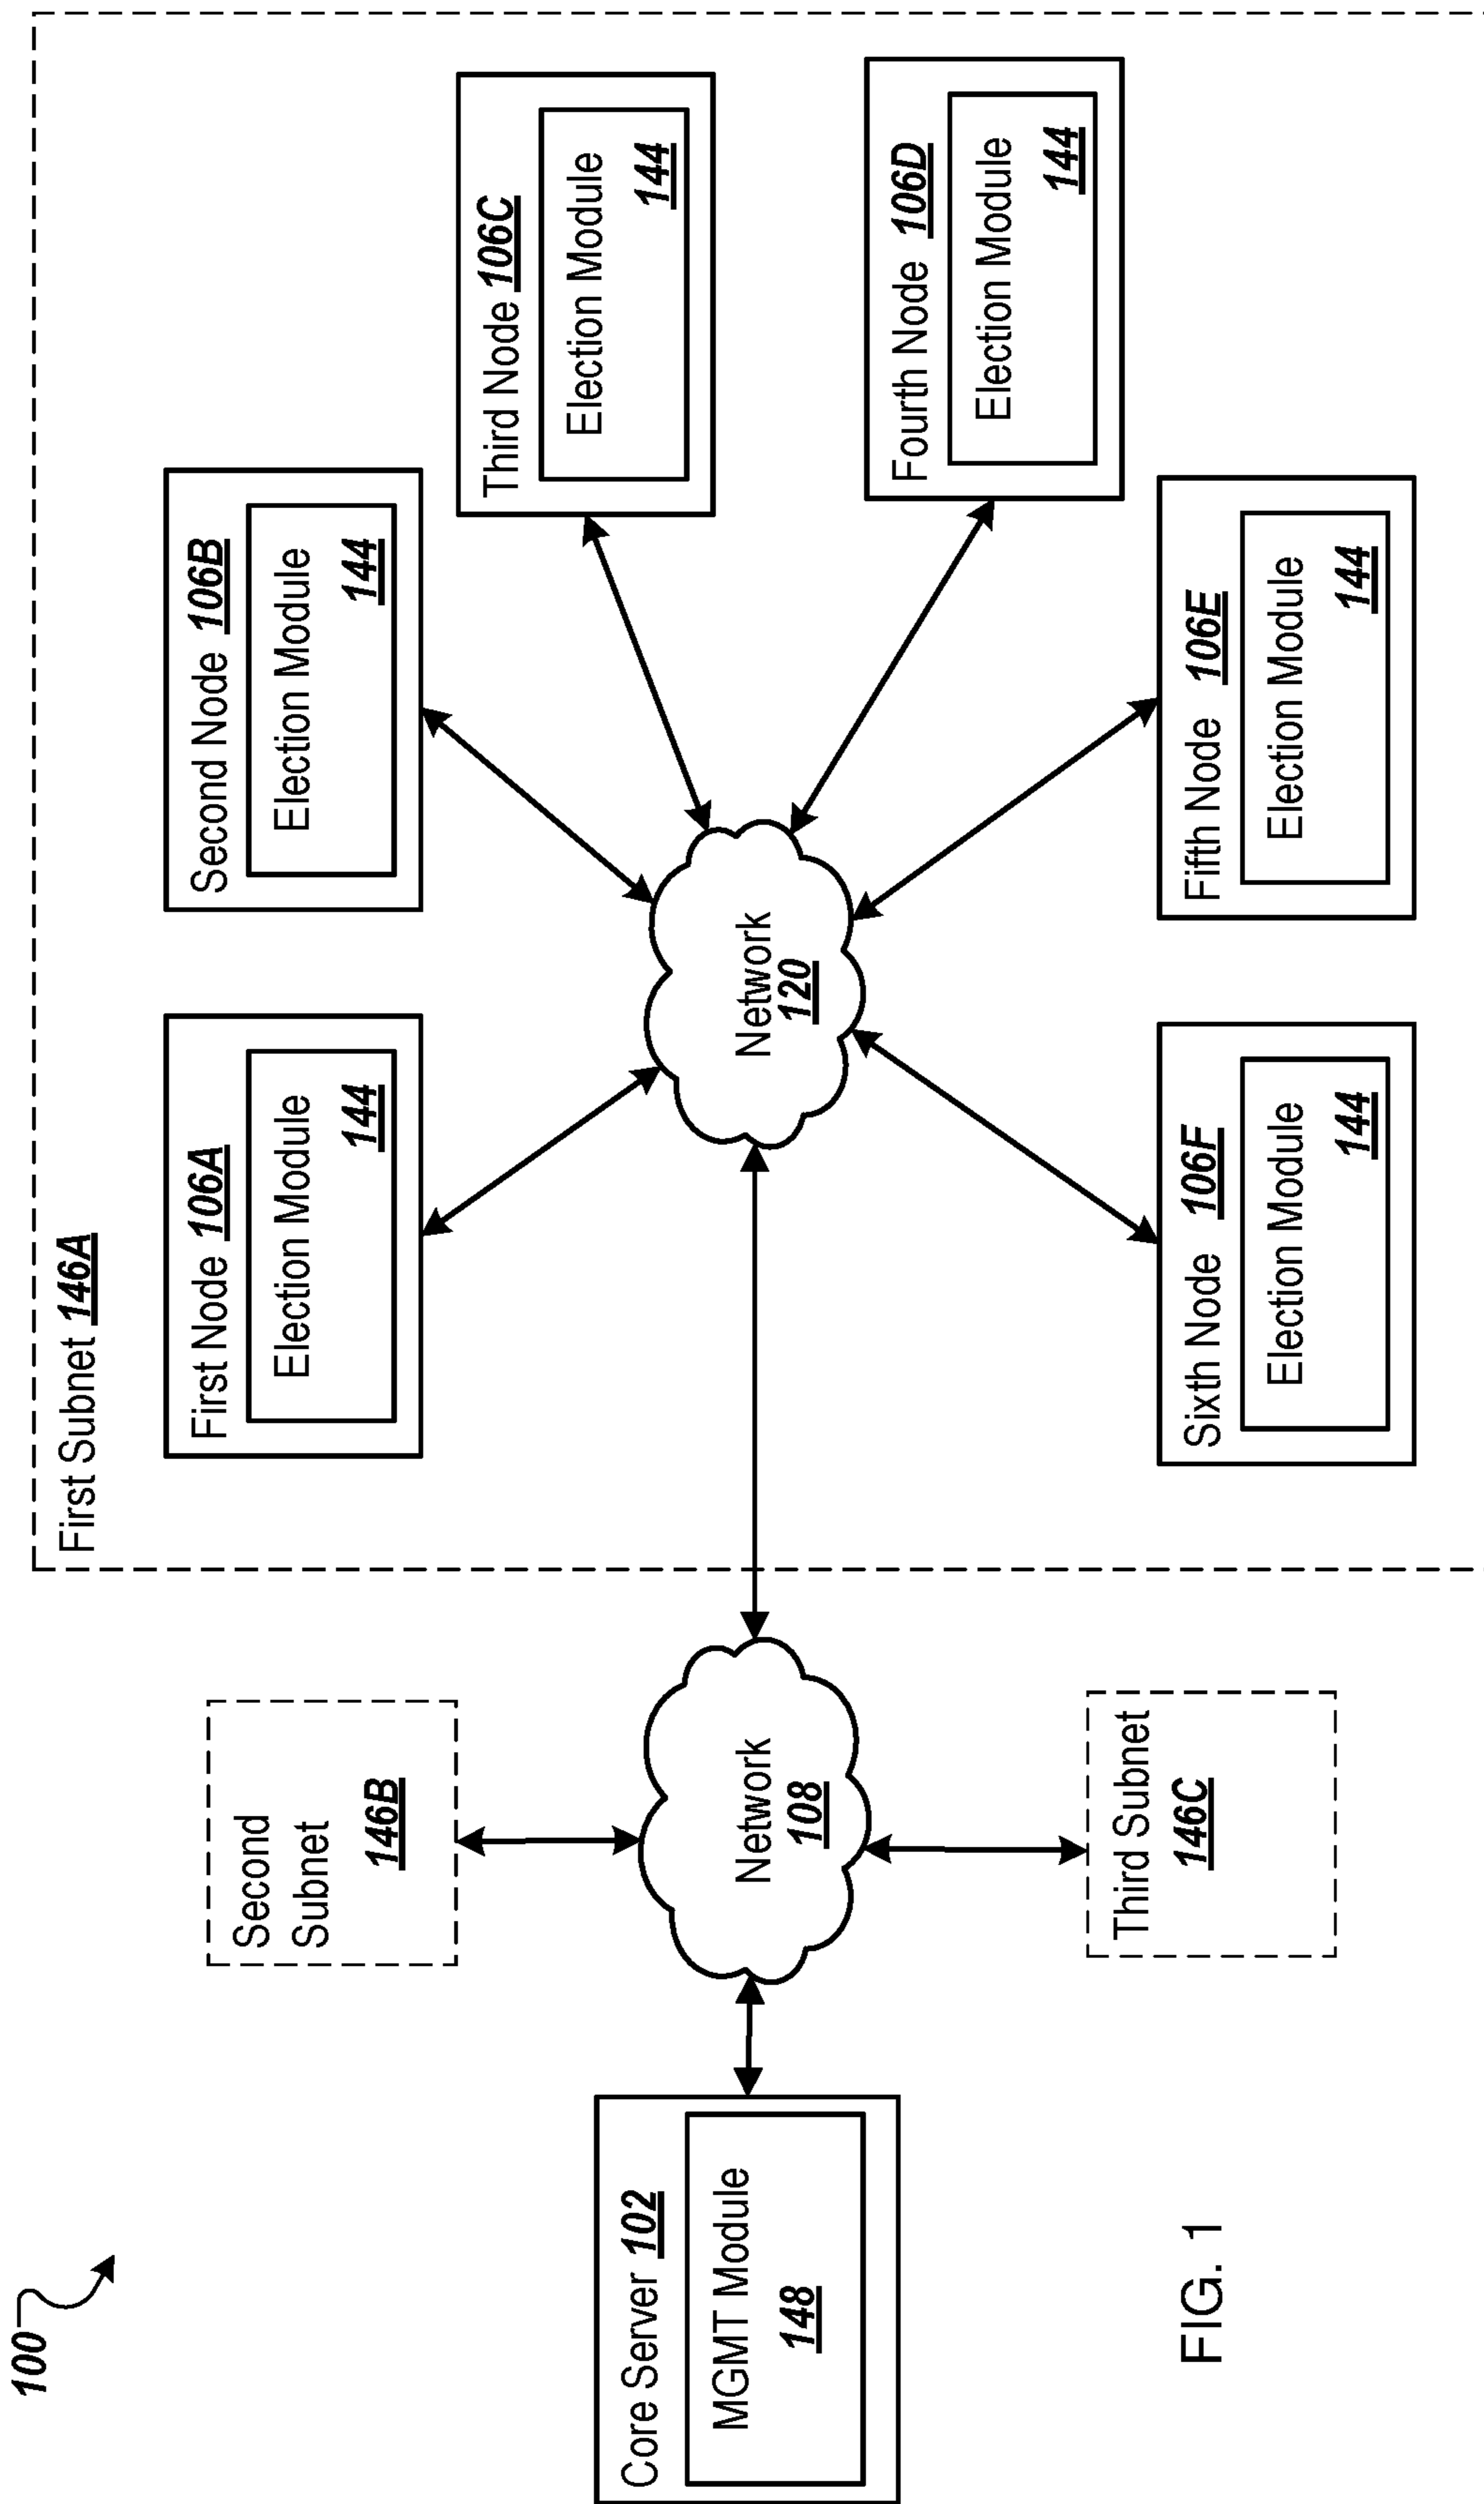 100
First Subnet 146A
First Node 106A
Election Module
144
Second Node 106B
Election Module
144
Third Node 106C
Election Module
144
Fourth Node 106D
Election Module
144
Fifth Node 106E
Election Module
144
Sixth Node 106F
Election Module
144
Network
120
Second
Subnet
146B
Network
108
Third Subnet
146C
Core Server 102
MGMT Module
148
FIG. 1